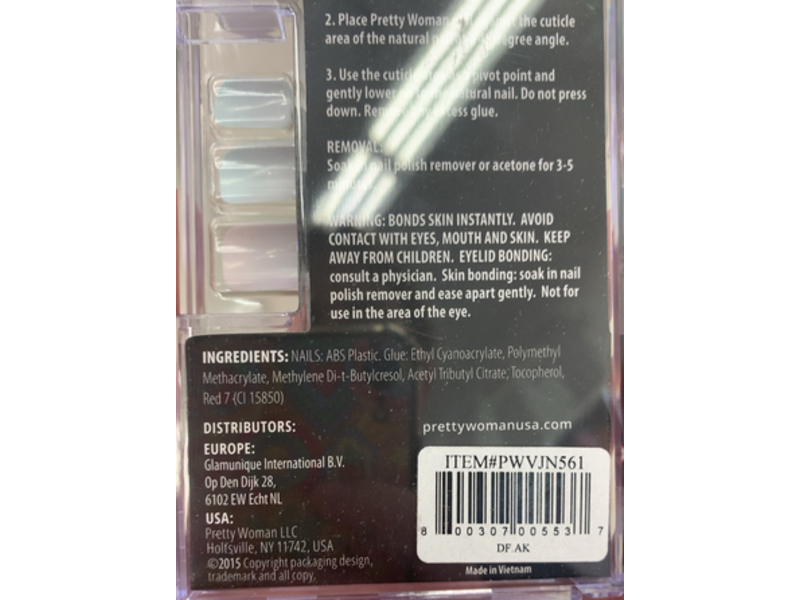 2. Place Pretty Woman the cuticle
area of the natural degree angle.
3. Use the cuticle pivot point and
gently lower natural nail. Do not press
down. Remove excess glue.
REMOVAL:
Soak in nail polish remover or acetone for 3-5
minutes.
WARNING: BONDS SKIN INSTANTLY. AVOID
CONTACT WITH EYES, MOUTH AND SKIN. KEEP
AWAY FROM CHILDREN. EYELID BONDING:
consult a physician. Skin bonding: soak in nail
polish remover and ease apart gently. Not for
use in the area of the eye.
INGREDIENTS: NAILS: ABS Plastic. Glue: Ethyl Cyanoacrylate, Polymethyl
Methacrylate, Methylene Di-t-Butylcresol, Acetyl Tributyl Citrate, Tocopherol,
Red 7 (CI 15850)
DISTRIBUTORS:
EUROPE:
Glamunique International B.V.
Op Den Dijk 28,
6102 EW Echt NL
USA:
Pretty Woman LLC
Holtsville, NY 11742, USA
©2015 Copyright packaging design,
trademark and all copy.
prettywomanusa.com
ITEM#PWVJN561
8 00307 00553 7
DF.AK
Made in Vietnam